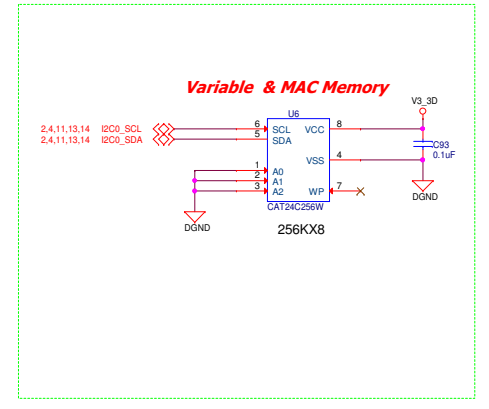 Variable & MAC Memory
V3_3D
U6
2,4,11,13,14 I2C0_SCL 6 SCL VCC 8
2,4,11,13,14 I2C0_SDA 5 SDA
C93
0.1uF
VSS 4
1 A0
2 A1
3 A2 WP 7
DGND
CAT24C256W
DGND
256KX8